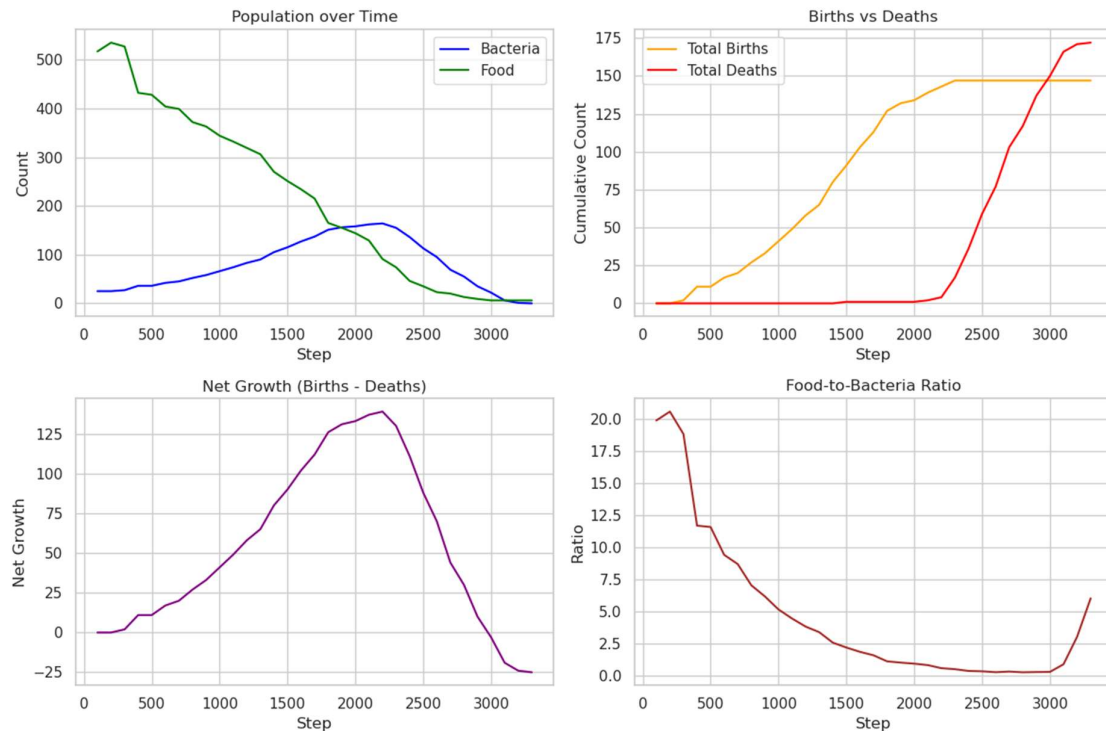 Population over Time
Count
500
400
300
200
100
0
Bacteria
Food
0 500 1000 1500 2000 2500 3000
Step
Births vs Deaths
Cumulative Count
175
150
125
100
75
50
25
0
Total Births
Total Deaths
0 500 1000 1500 2000 2500 3000
Step
Net Growth (Births - Deaths)
Net Growth
125
100
75
50
25
0
−25
0 500 1000 1500 2000 2500 3000
Step
Food-to-Bacteria Ratio
Ratio
20.0
17.5
15.0
12.5
10.0
7.5
5.0
2.5
0.0
0 500 1000 1500 2000 2500 3000
Step